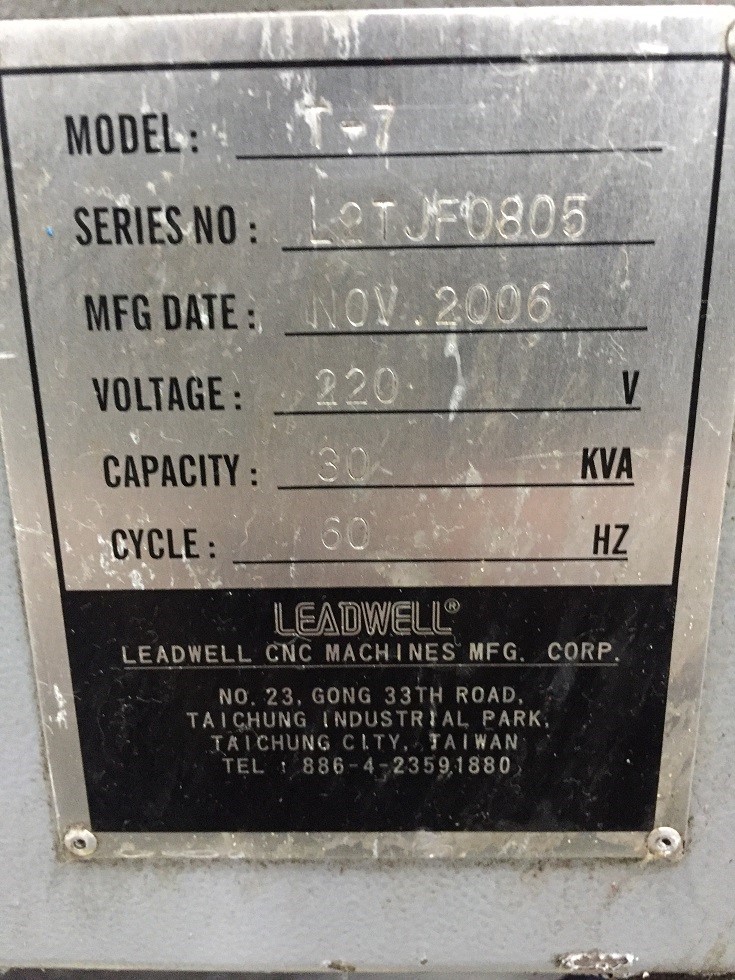 MODEL: T-7
SERIES NO: L2TJF0805
MFG DATE: NOV.2006
VOLTAGE: 220 V
CAPACITY: 30 KVA
CYCLE: 60 HZ
LEADWELL®
LEADWELL CNC MACHINES MFG. CORP.
NO. 23, GONG 33TH ROAD,
TAICHUNG INDUSTRIAL PARK,
TAICHUNG CITY, TAIWAN
TEL : 886-4-23591880